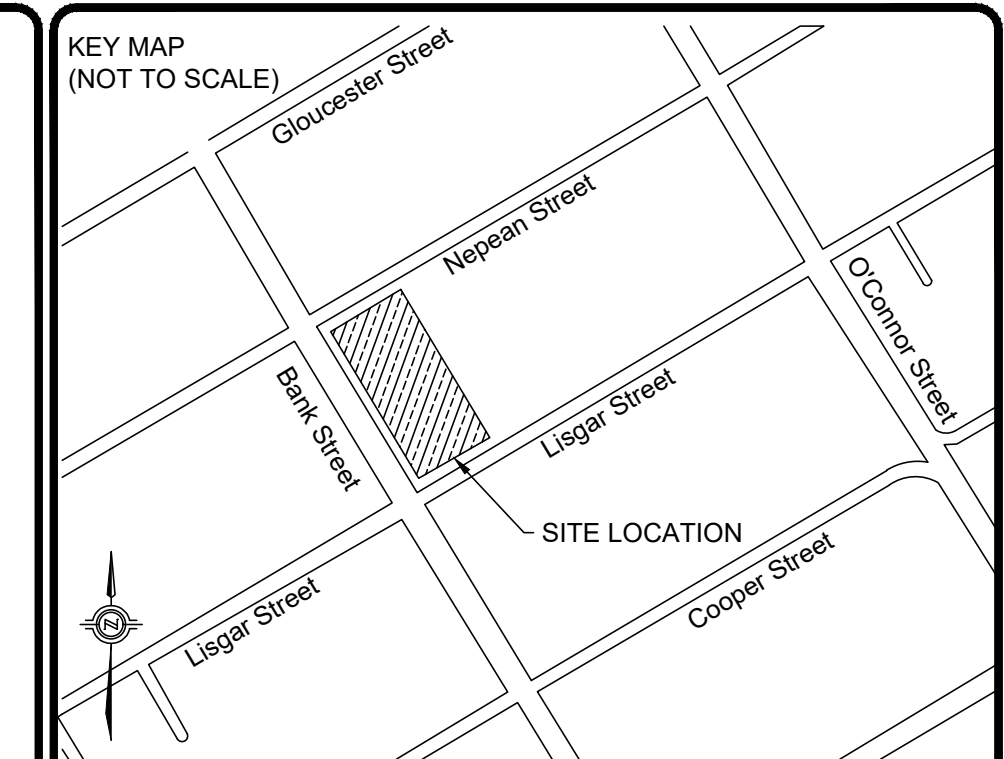 KEY MAP
(NOT TO SCALE)
Gloucester Street
Nepean Street
O'Connor Street
Bank Street
Lisgar Street
SITE LOCATION
Cooper Street
Lisgar Street
N